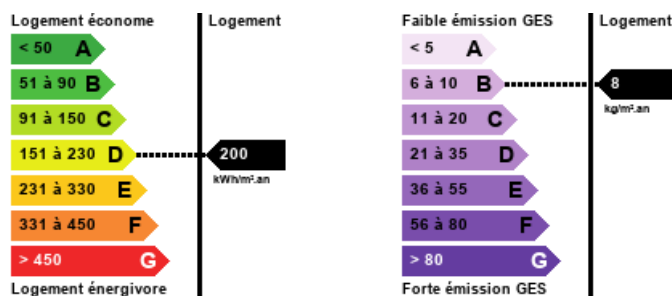 Logement économe
Logement
< 50 A
51 à 90 B
91 à 150 C
151 à 230 D
200
kWh/m².an
231 à 330 E
331 à 450 F
> 450 G
Logement énergivore
Faible émission GES
Logement
< 5 A
6 à 10 B
8
kg/m².an
11 à 20 C
21 à 35 D
36 à 55 E
56 à 80 F
> 80 G
Forte émission GES